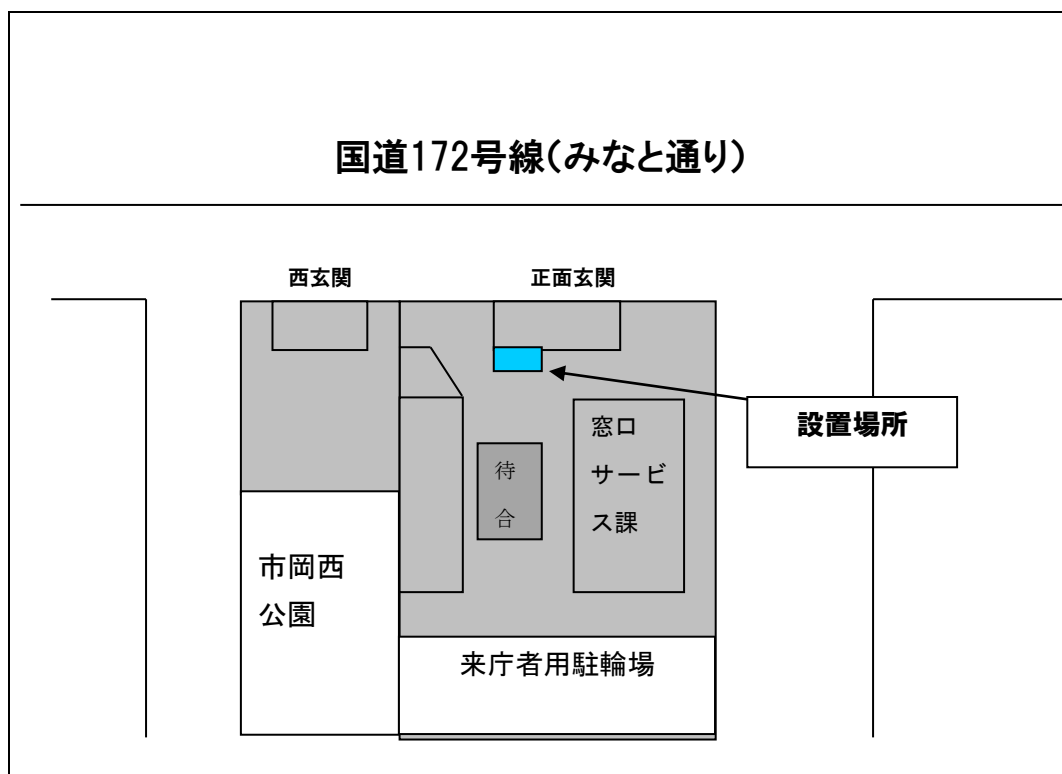 国道172号線(みなと通り)
西玄関
正面玄関
設置場所
窓口
サービ
ス課
待
合
市岡西
公園
来庁者用駐輪場